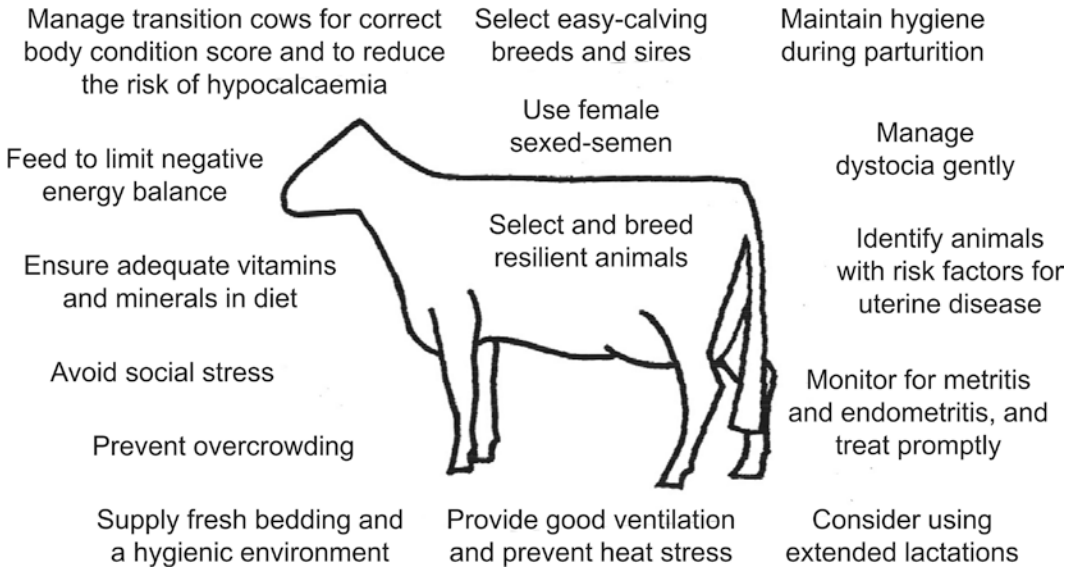 Manage transition cows for correct
body condition score and to reduce
the risk of hypocalcaemia
Select easy-calving
breeds and sires
Maintain hygiene
during parturition
Use female
sexed-semen
Manage
dystocia gently
Feed to limit negative
energy balance
Select and breed
resilient animals
Identify animals
with risk factors for
uterine disease
Ensure adequate vitamins
and minerals in diet
Avoid social stress
Monitor for metritis
and endometritis, and
treat promptly
Prevent overcrowding
Supply fresh bedding and
a hygienic environment
Provide good ventilation
and prevent heat stress
Consider using
extended lactations